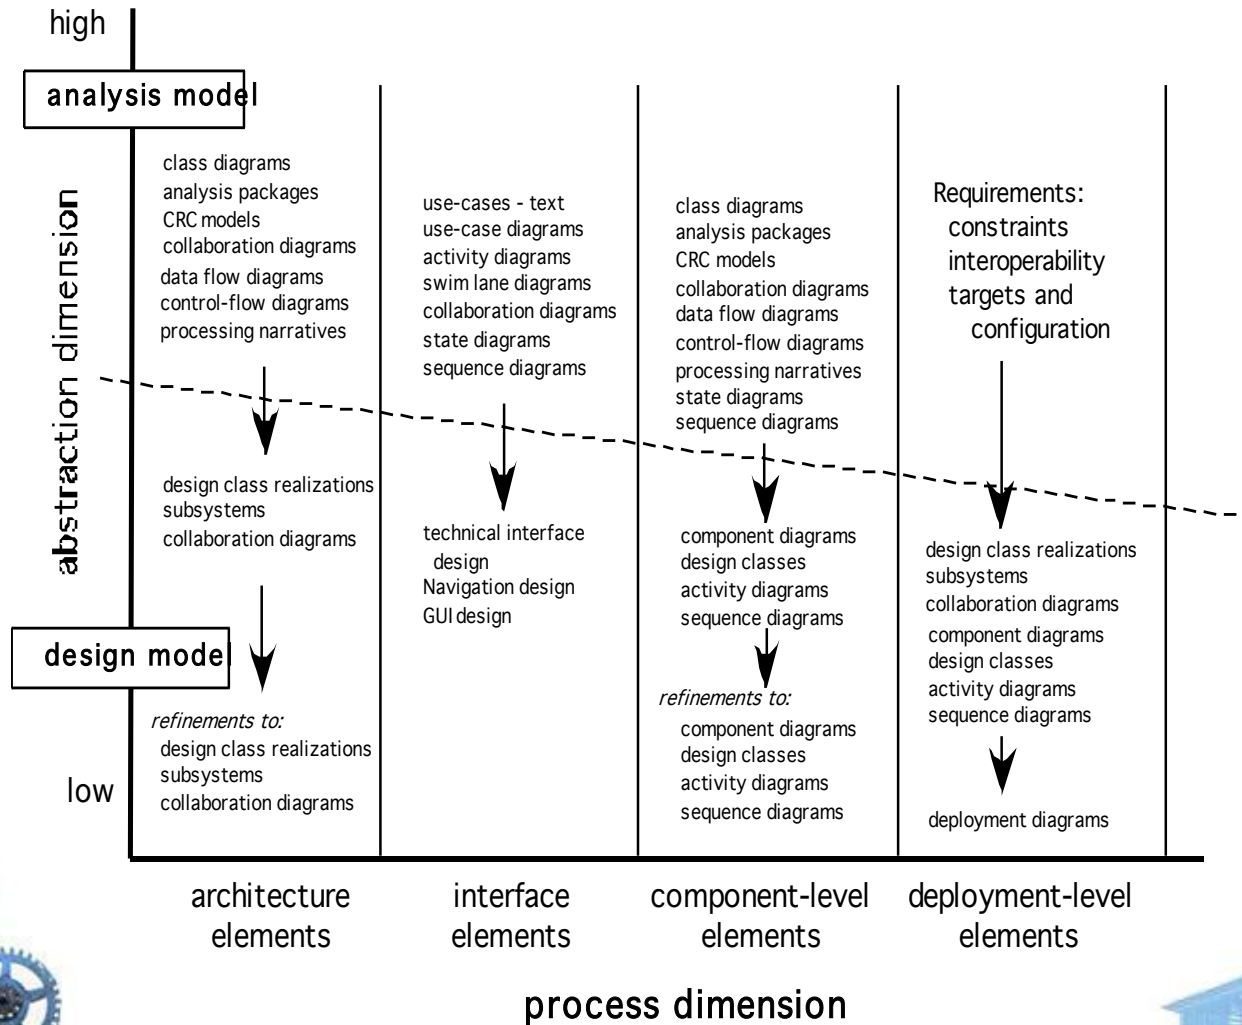 high
analysis model
abstraction dimension
design model
low
class diagrams
analysis packages
CRC models
collaboration diagrams
data flow diagrams
control-flow diagrams
processing narratives
design class realizations
subsystems
collaboration diagrams
refinements to:
design class realizations
subsystems
collaboration diagrams
use-cases - text
use-case diagrams
activity diagrams
swim lane diagrams
collaboration diagrams
state diagrams
sequence diagrams
technical interface
design
Navigation design
GUI design
class diagrams
analysis packages
CRC models
collaboration diagrams
data flow diagrams
control-flow diagrams
processing narratives
state diagrams
sequence diagrams
component diagrams
design classes
activity diagrams
sequence diagrams
refinements to:
component diagrams
design classes
activity diagrams
sequence diagrams
Requirements:
constraints
interoperability
targets and
configuration
design class realizations
subsystems
collaboration diagrams
component diagrams
design classes
activity diagrams
sequence diagrams
deployment diagrams
architecture
elements
interface
elements
component-level
elements
deployment-level
elements
process dimension